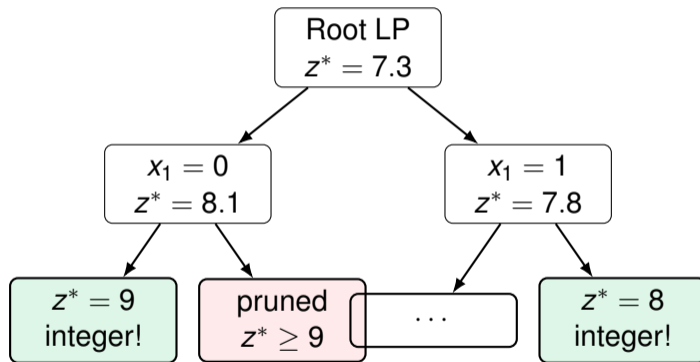 Root LP
z* = 7.3
x₁ = 0
z* = 8.1
x₁ = 1
z* = 7.8
z* = 9
integer!
pruned
z* ≥ 9
...
z* = 8
integer!